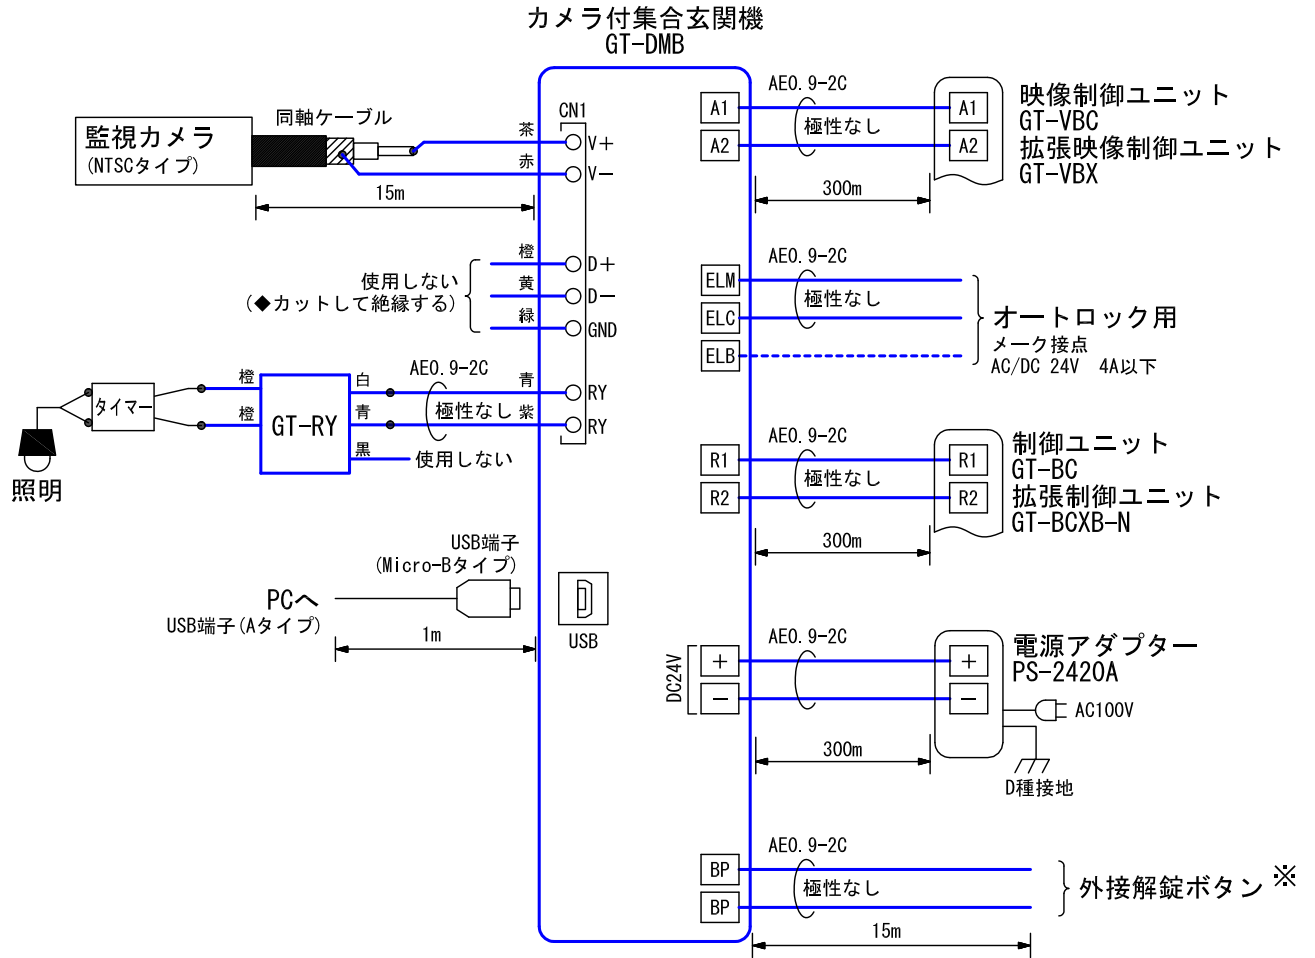 カメラ付集合玄関機
GT-DMB
監視カメラ
(NTSCタイプ)
同軸ケーブル
15m
茶
赤
CN1
V+
V-
使用しない
(◆カットして絶縁する)
橙
黄
緑
D+
D-
GND
照明
タイマー
橙
橙
GT-RY
白
青
黒
AE0.9-2C
極性なし
使用しない
青
紫
RY
RY
USB端子
(Micro-Bタイプ)
PCへ
USB端子(Aタイプ)
1m
USB
A1
A2
AE0.9-2C
極性なし
300m
A1
A2
映像制御ユニット
GT-VBC
拡張映像制御ユニット
GT-VBX
ELM
ELC
ELB
AE0.9-2C
極性なし
オートロック用
メーク接点
AC/DC 24V 4A以下
R1
R2
AE0.9-2C
極性なし
300m
R1
R2
制御ユニット
GT-BC
拡張制御ユニット
GT-BCXB-N
DC24V
+
-
AE0.9-2C
300m
+
-
電源アダプター
PS-2420A
AC100V
D種接地
BP
BP
AE0.9-2C
極性なし
15m
外接解錠ボタン※